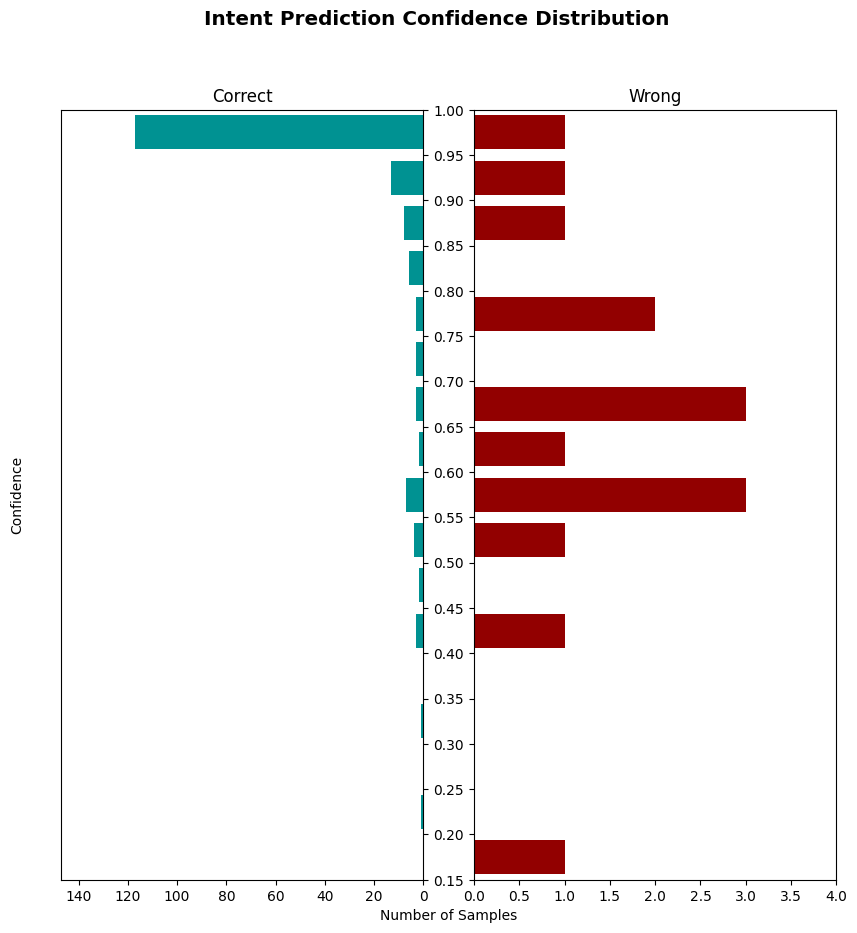 Intent Prediction Confidence Distribution
Correct
Wrong
1.00
0.95
0.90
0.85
0.80
0.75
0.70
0.65
0.60
Confidence
0.55
0.50
0.45
0.40
0.35
0.30
0.25
0.20
0.15
140 120 100 80 60 40 20 0
0.0 0.5 1.0 1.5 2.0 2.5 3.0 3.5 4.0
Number of Samples